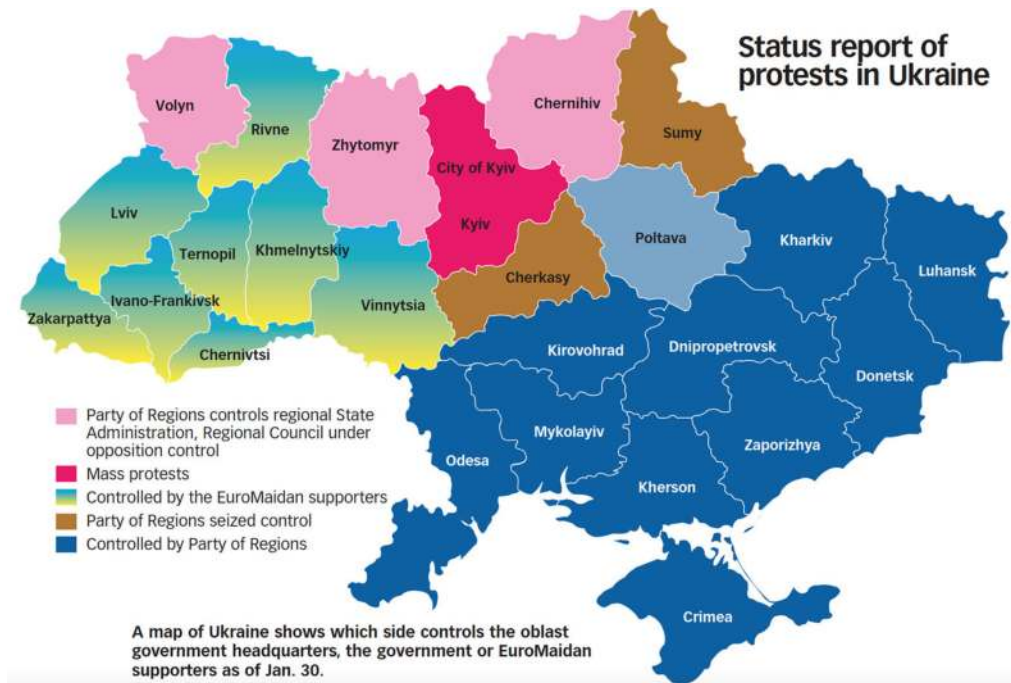 Status report of
protests in Ukraine
Volyn
Rivne
Zhytomyr
Chernihiv
Sumy
City of Kyiv
Kyiv
Lviv
Ternopil
Khmelnytskiy
Poltava
Kharkiv
Luhansk
Cherkasy
Ivano-Frankivsk
Zakarpattya
Vinnytsia
Chernivtsi
Kirovohrad
Dnipropetrovsk
Donetsk
Mykolayiv
Zaporizhya
Odesa
Kherson
Crimea
Party of Regions controls regional State
Administration, Regional Council under
opposition control
Mass protests
Controlled by the EuroMaidan supporters
Party of Regions seized control
Controlled by Party of Regions
A map of Ukraine shows which side controls the oblast
government headquarters, the government or EuroMaidan
supporters as of Jan. 30.